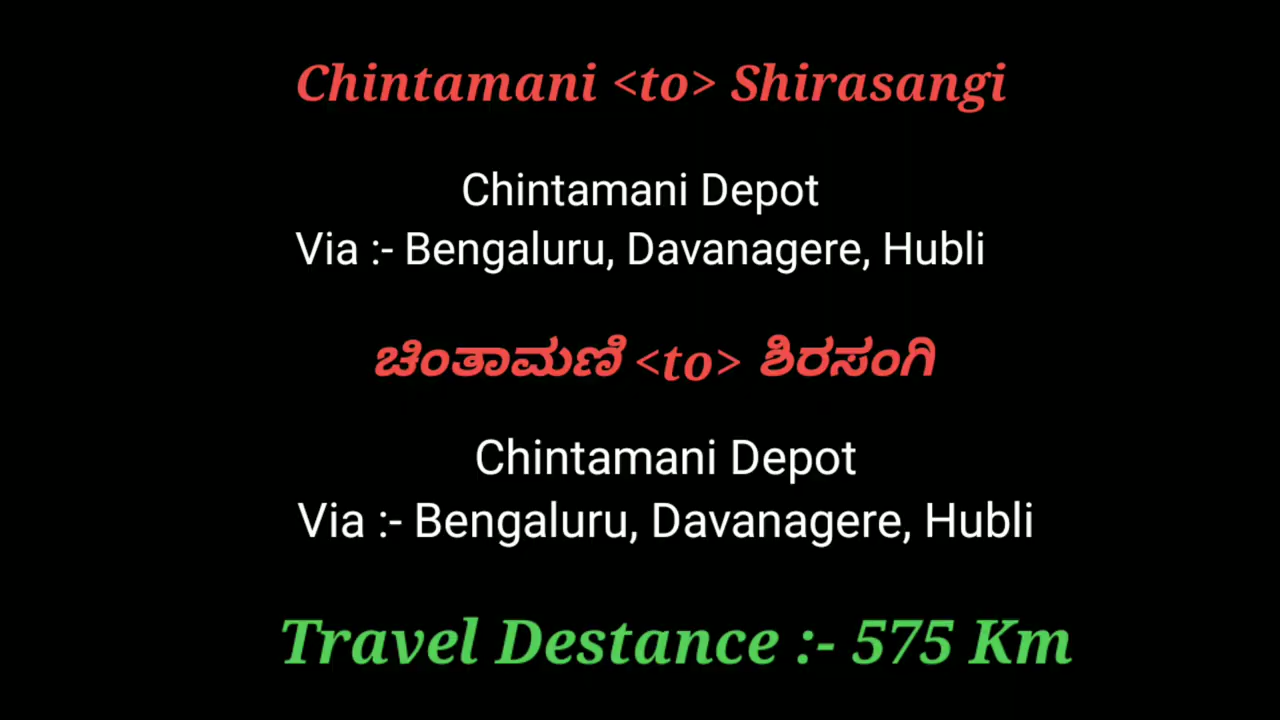 Chintamani <to> Shirasangi
Chintamani Depot
Via :- Bengaluru, Davanagere, Hubli
ಚಿಂತಾಮಣಿ <to> ಶಿರಸಂಗಿ
Chintamani Depot
Via :- Bengaluru, Davanagere, Hubli
Travel Destance :- 575 Km